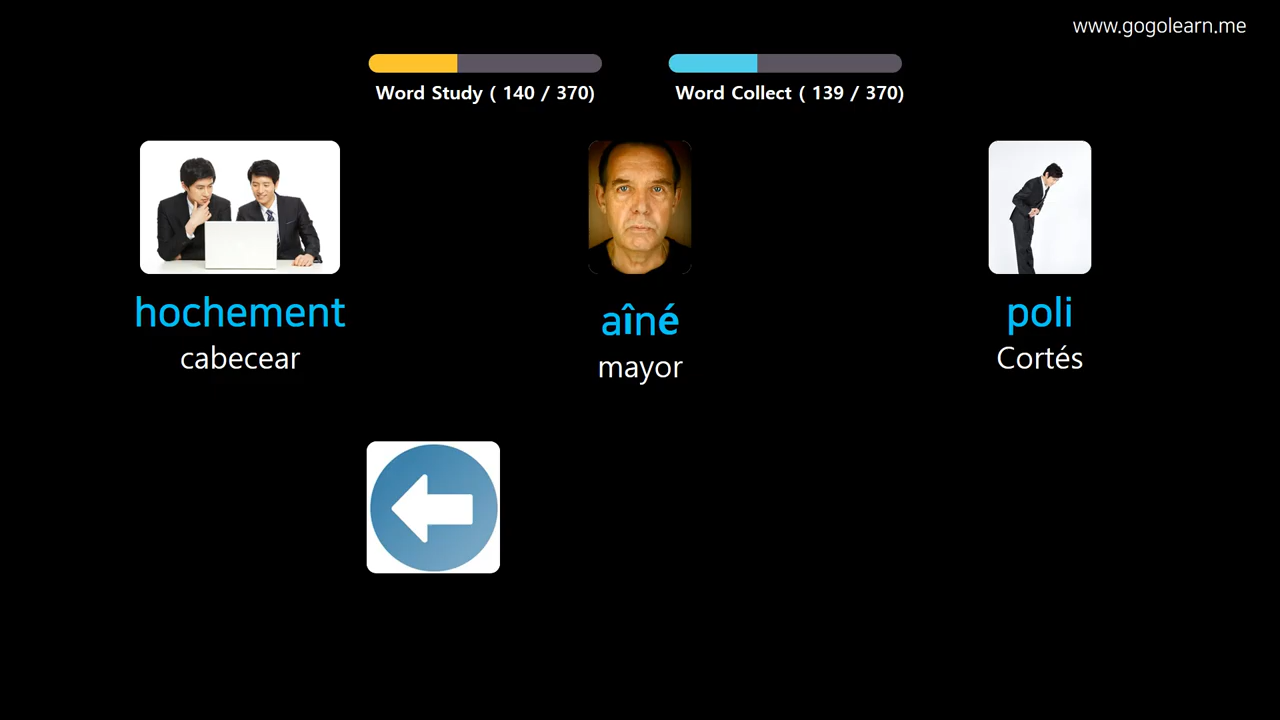 www.gogolearn.me
Word Study ( 140 / 370)
Word Collect ( 139 / 370)
hochement
aîné
poli
cabecear
mayor
Cortés